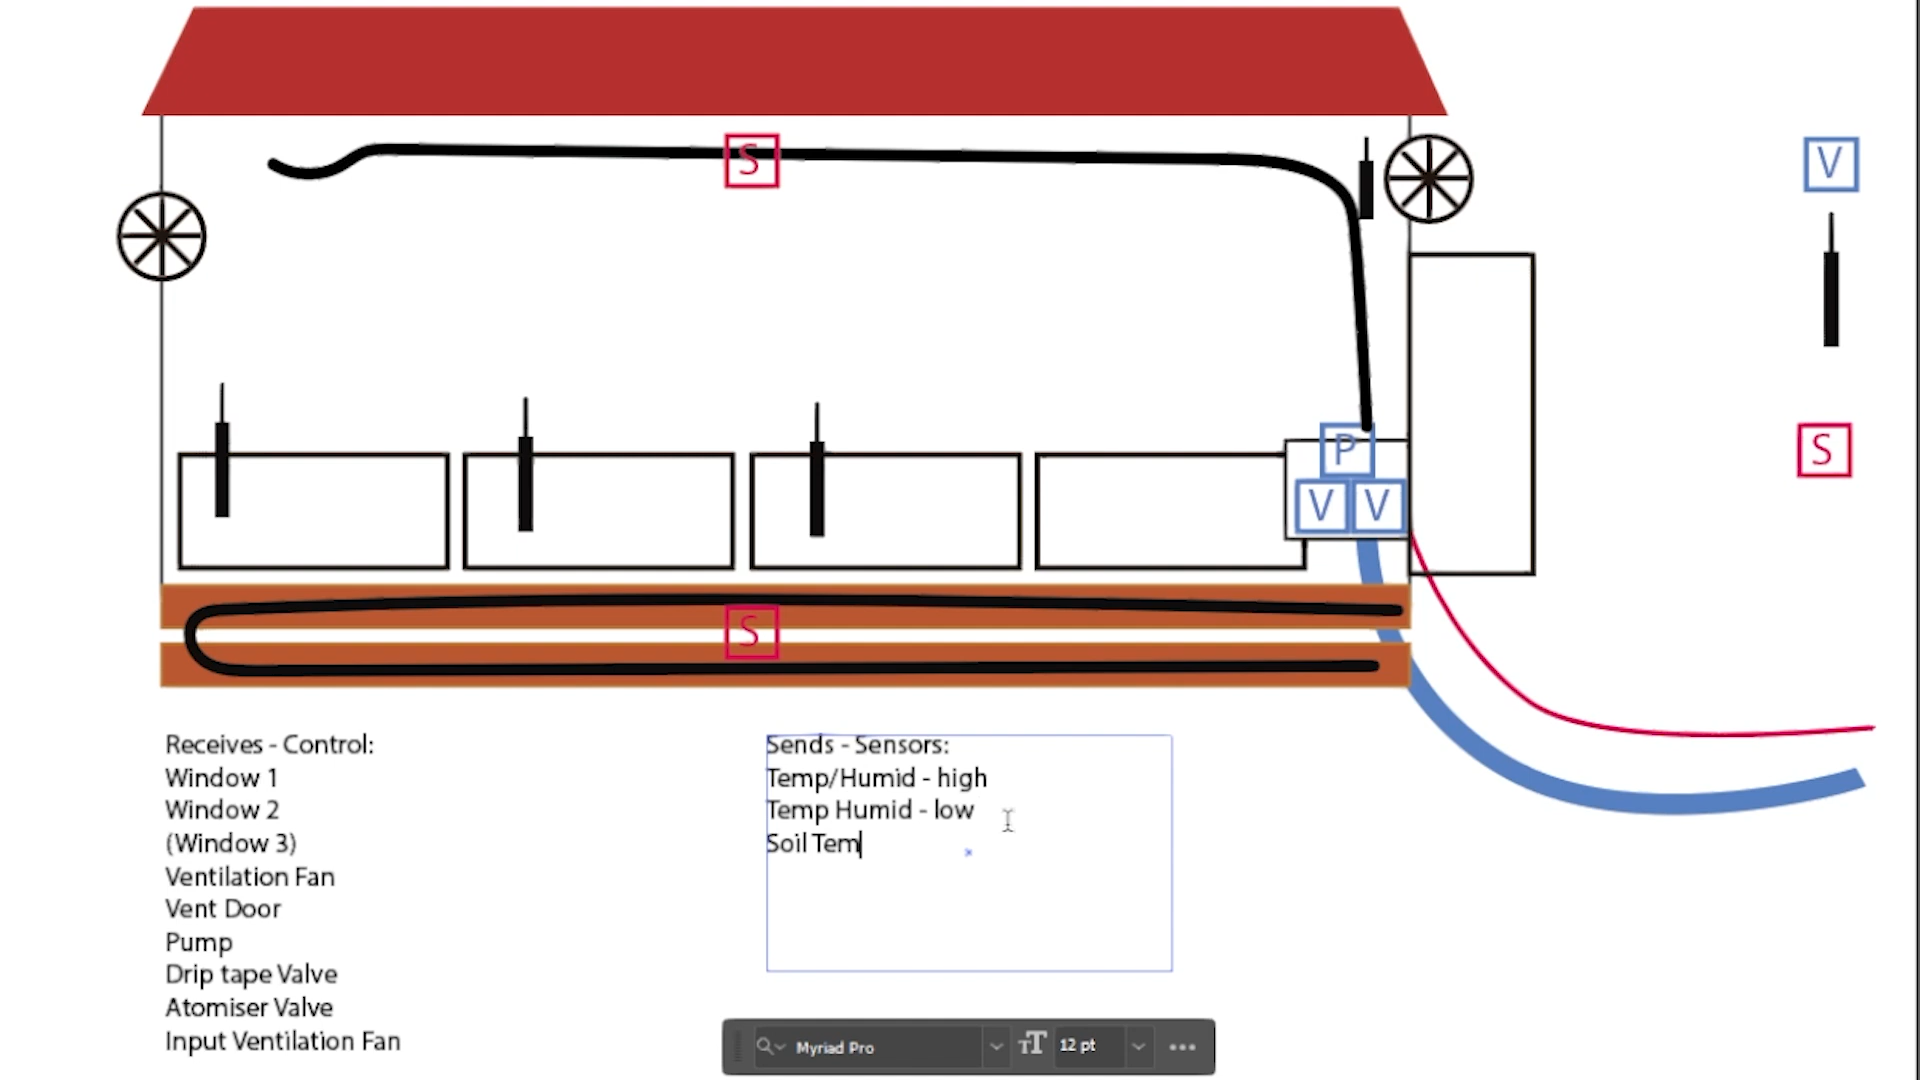 S
V
S
P
V V
S
Receives - Control:
Window 1
Window 2
(Window 3)
Ventilation Fan
Vent Door
Pump
Drip tape Valve
Atomiser Valve
Input Ventilation Fan
Sends - Sensors:
Temp/Humid - high
Temp Humid - low
Soil Tem
Myriad Pro
12 pt